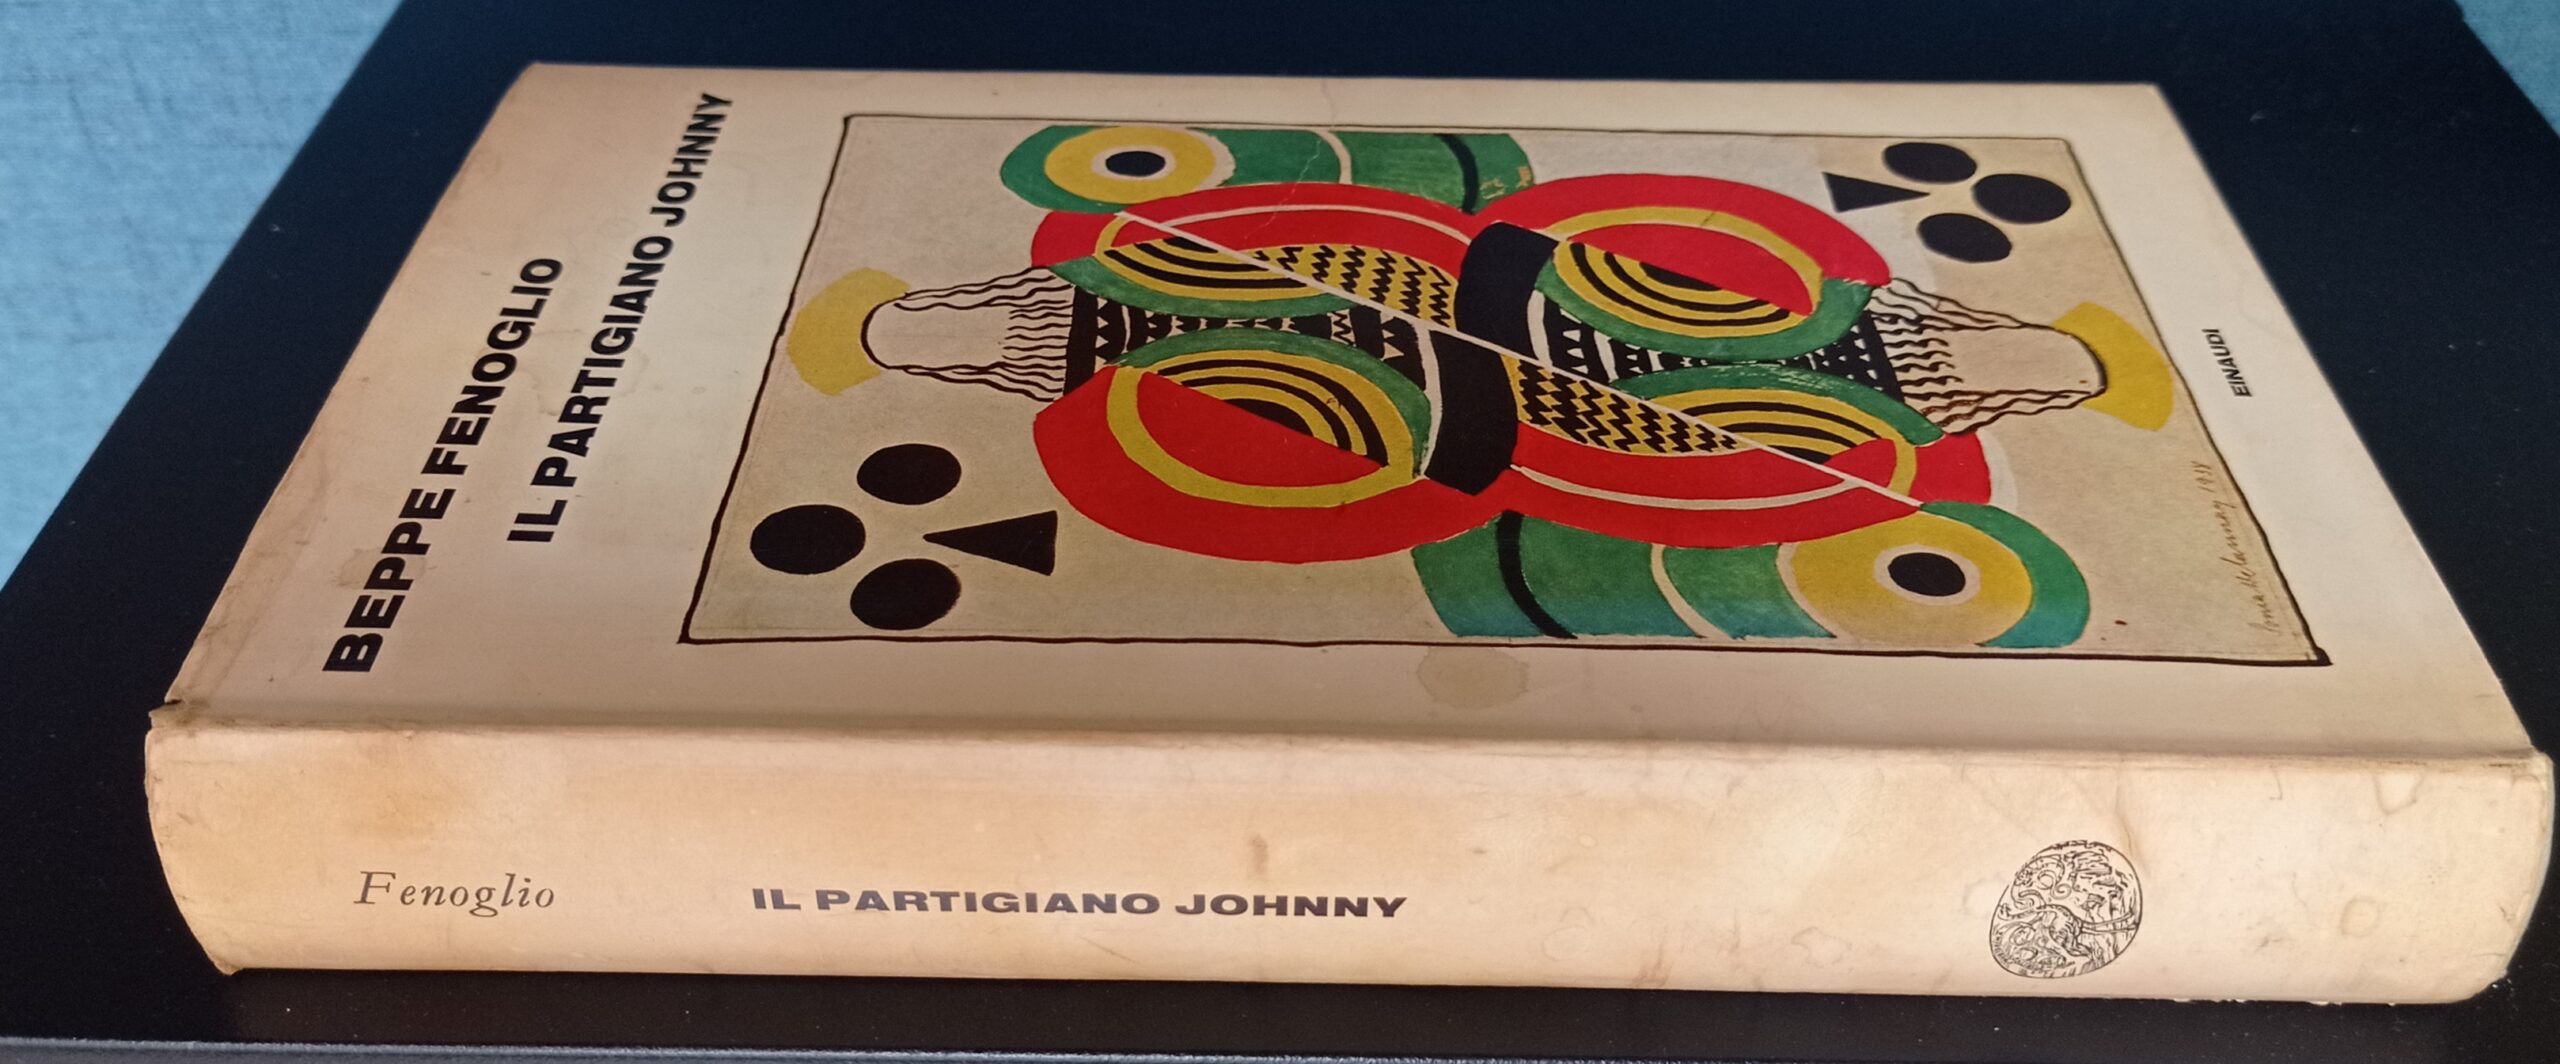 BEPPE FENOGLIO
IL PARTIGIANO JOHNNY
EINAUDI
Fenoglio
IL PARTIGIANO JOHNNY